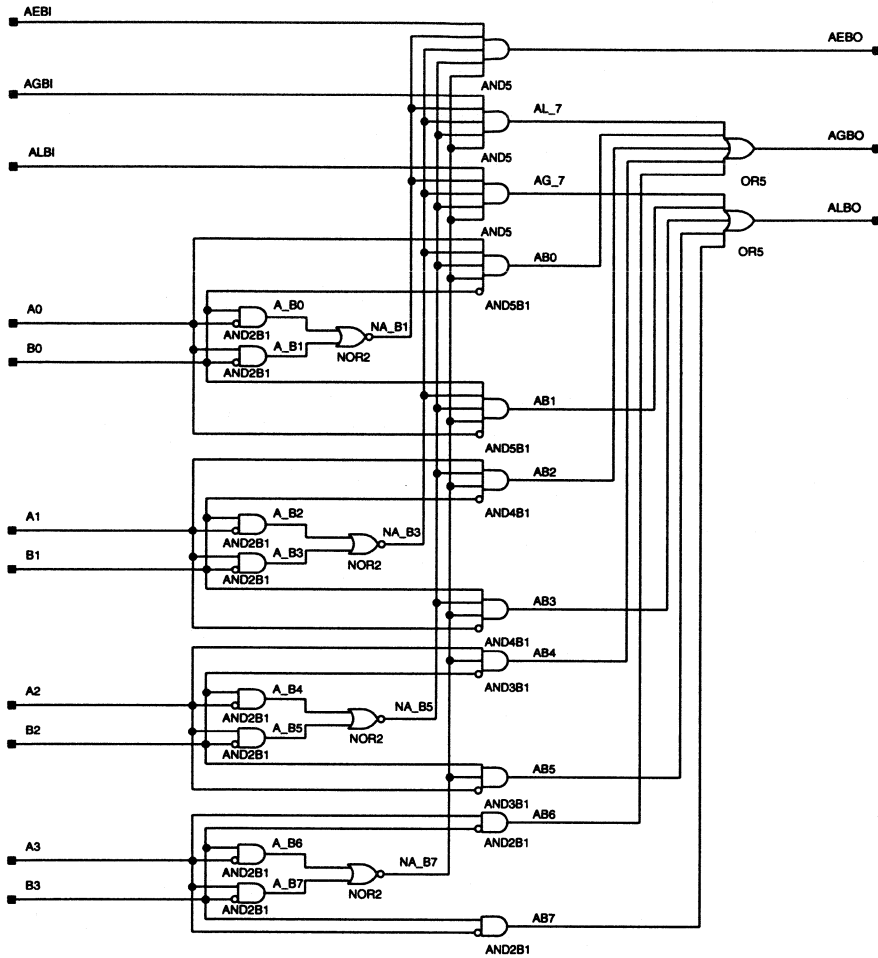 AEBI
AEBO
AND5
AGBI
AL_7
AGBO
AND5
OR5
ALBI
AG_7
ALBO
AND5
OR5
AB0
AND5B1
A0
A_B0
NA_B1
AND2B1
A_B1
NOR2
B0
AND2B1
AB1
AND5B1
AB2
AND4B1
A1
A_B2
NA_B3
AND2B1
A_B3
NOR2
B1
AND2B1
AB3
AND4B1
AB4
AND3B1
A2
A_B4
NA_B5
AND2B1
A_B5
NOR2
B2
AND2B1
AB5
AND3B1
AB6
AND2B1
A3
A_B6
NA_B7
AND2B1
A_B7
NOR2
B3
AND2B1
AB7
AND2B1